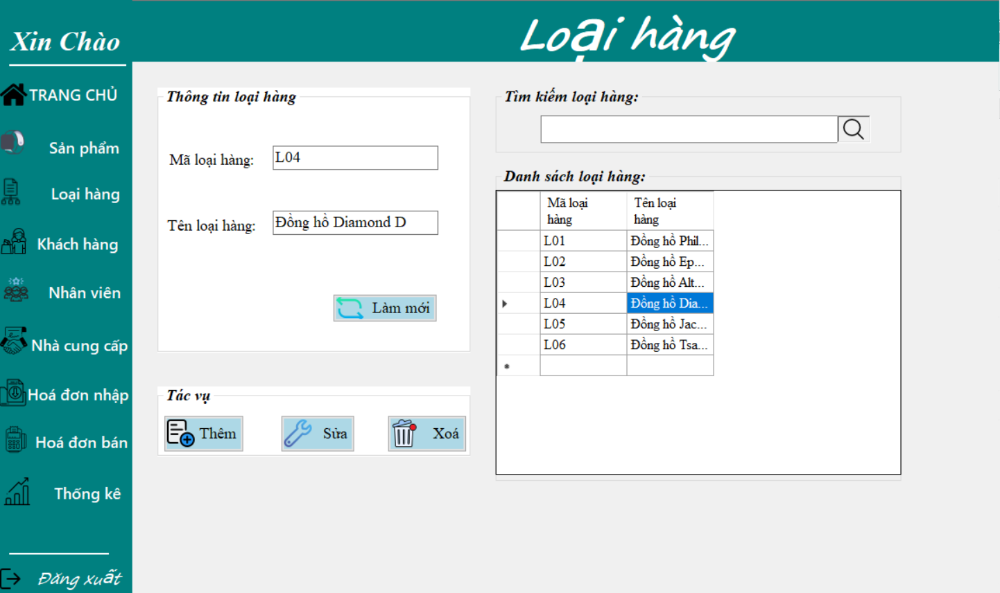 Xin Chào
TRANG CHỦ
Sản phẩm
Loại hàng
Khách hàng
Nhân viên
Nhà cung cấp
Hoá đơn nhập
Hoá đơn bán
Thống kê
Đăng xuất
Loại hàng
Thông tin loại hàng
Mã loại hàng:
L04
Tên loại hàng:
Đồng hồ Diamond D
Làm mới
Tác vụ
Thêm
Sửa
Xoá
Tìm kiếm loại hàng:
Danh sách loại hàng:
Mã loại hàng Tên loại hàng
L01 Đồng hồ Phil...
L02 Đồng hồ Ep...
L03 Đồng hồ Alt...
L04 Đồng hồ Dia...
L05 Đồng hồ Jac...
L06 Đồng hồ Tsa...